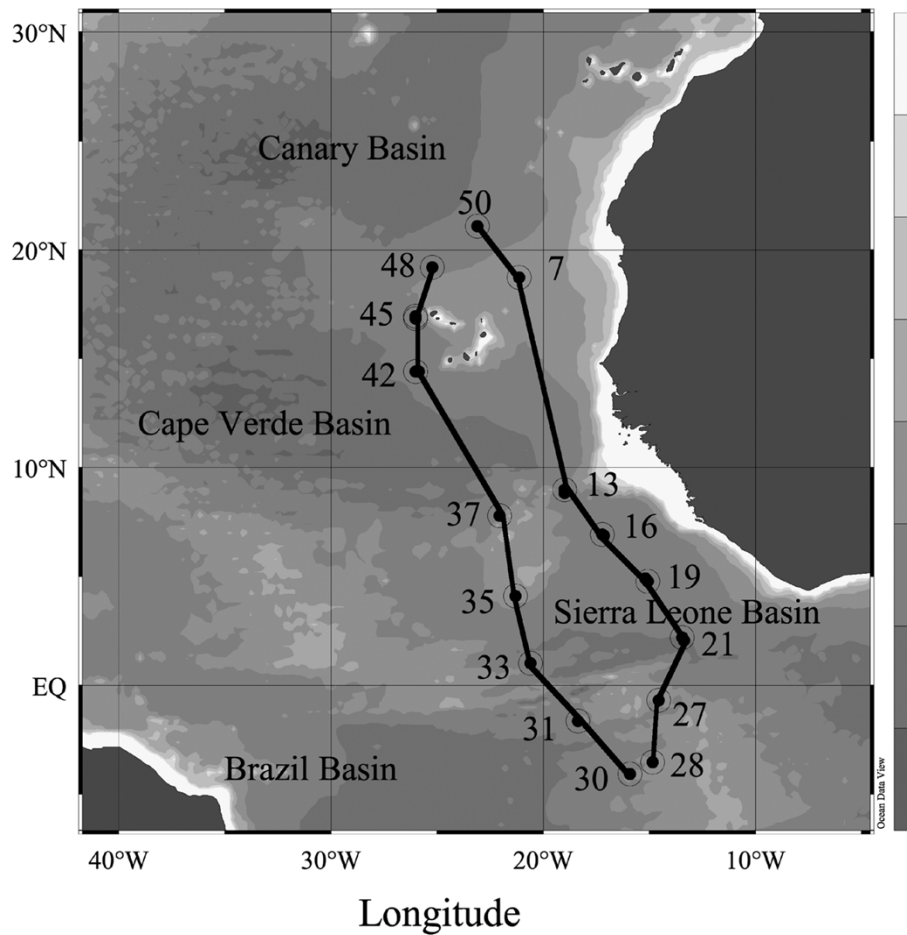 30°N
Canary Basin
50
20°N
48
7
45
42
Cape Verde Basin
10°N
13
37
16
19
35
Sierra Leone Basin
21
33
EQ
27
31
Brazil Basin
28
30
Ocean Data View
40°W 30°W 20°W 10°W
Longitude